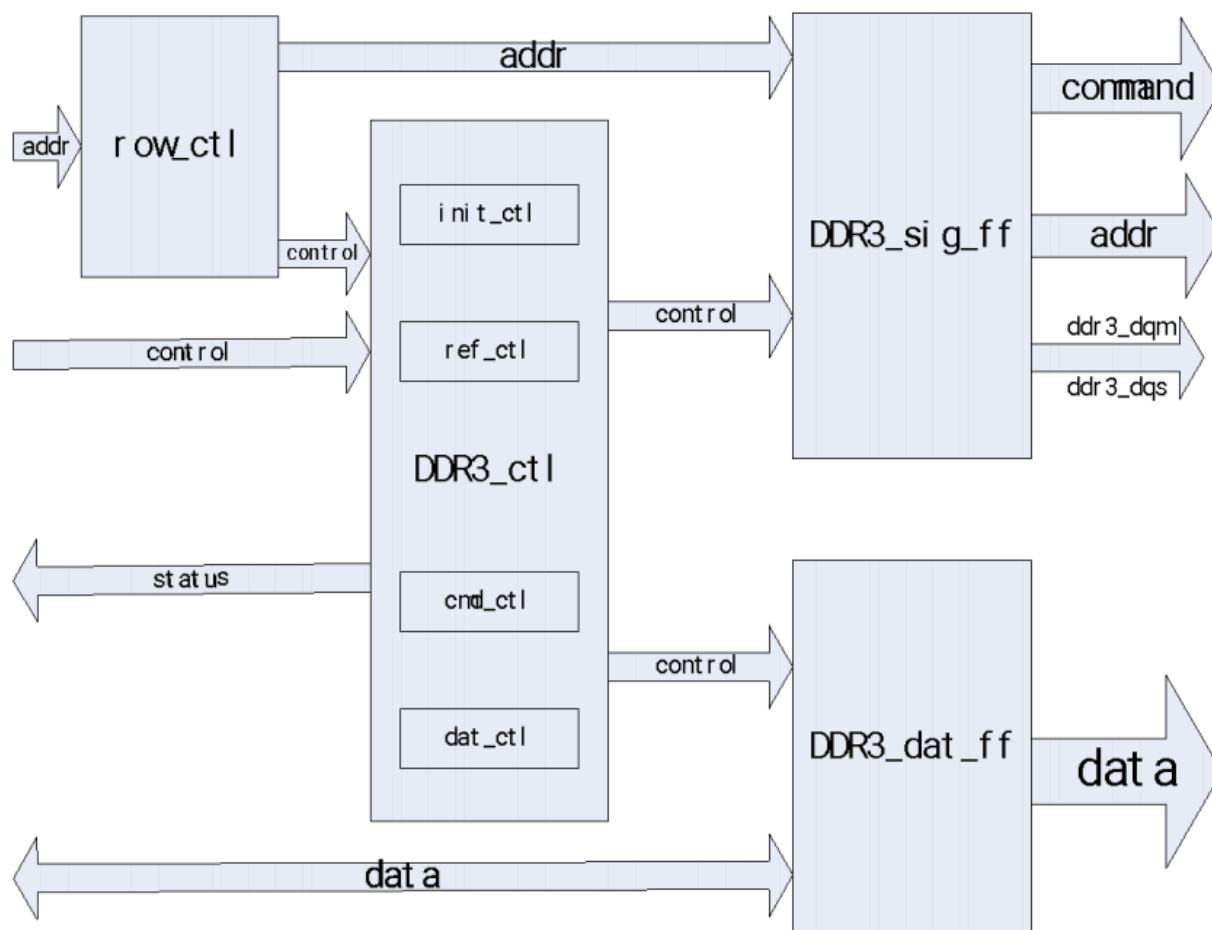 addr
row_ctl
addr
control
control
status
init_ctl
ref_ctl
DDR3_ctl
cmd_ctl
dat_ctl
control
control
data
DDR3_sig_ff
command
addr
ddr3_dqm
ddr3_dqs
DDR3_dat_ff
data